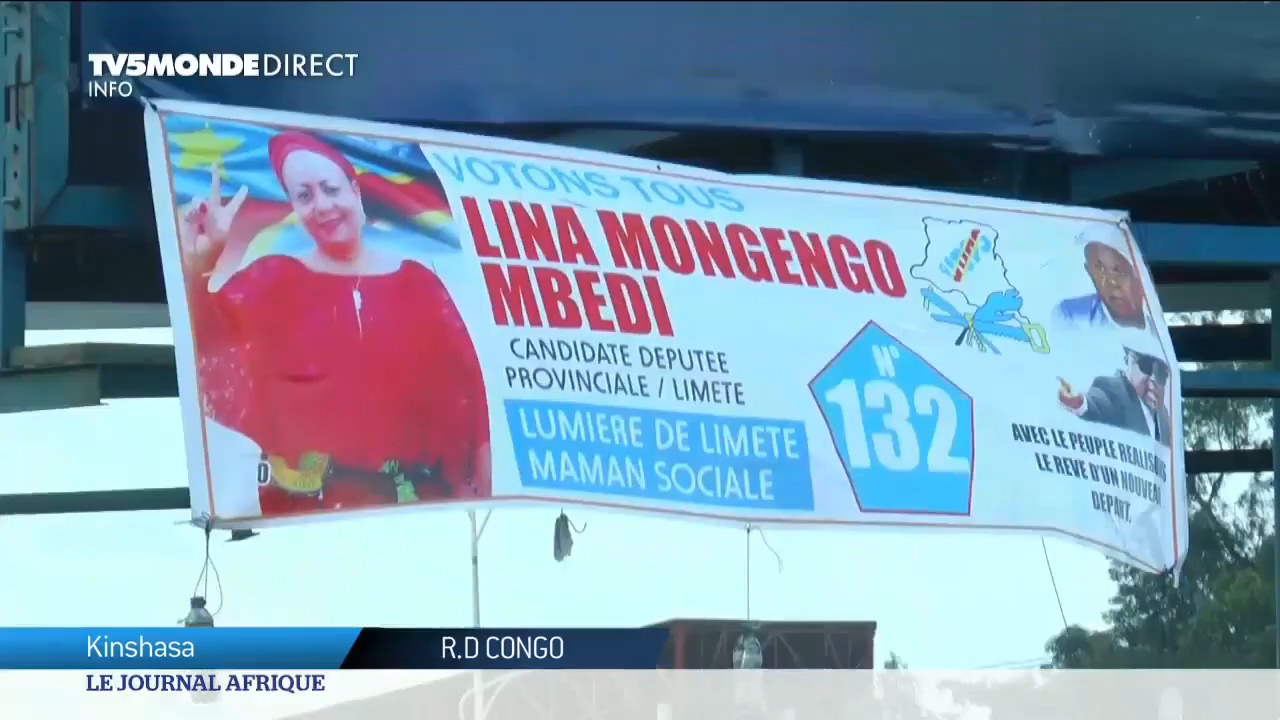 TV5MONDE DIRECT
INFO
VOTONS TOUS
LINA MONGENGO
MBEDI
CANDIDATE DEPUTEE
PROVINCIALE / LIMETE
LUMIERE DE LIMETE
MAMAN SOCIALE
N°
132
AVEC LE PEUPLE REALISONS
LE REVE D'UN NOUVEAU
DEPART.
Kinshasa
R.D CONGO
LE JOURNAL AFRIQUE